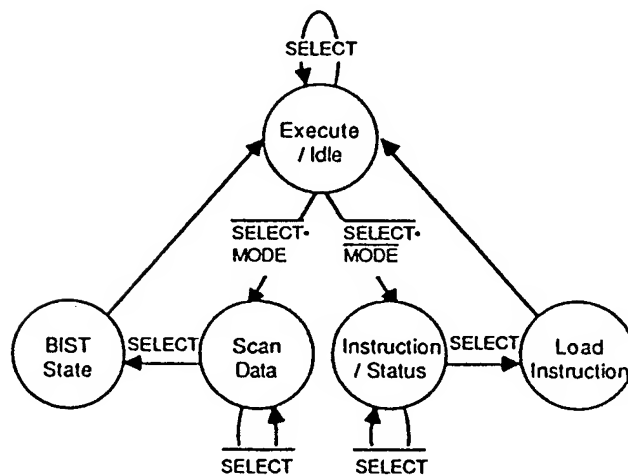 SELECT
Execute
/ Idle
SELECT•
MODE
SELECT•
MODE
BIST
State
SELECT
Scan
Data
Instruction
/ Status
SELECT
Load
Instruction
SELECT
SELECT